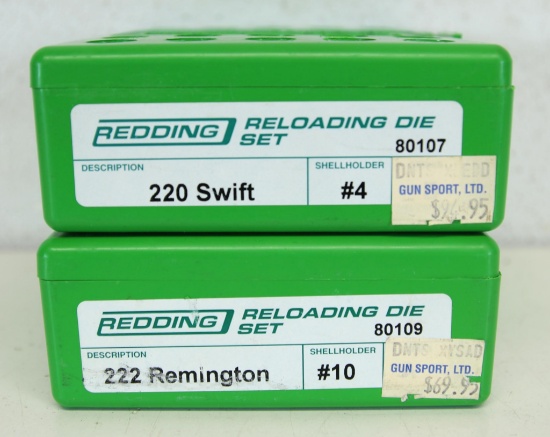 REDDING RELOADING DIE SET
80107
DESCRIPTION
220 Swift
SHELLHOLDER
#4
GUN SPORT, LTD.
REDDING RELOADING DIE SET
80109
DESCRIPTION
222 Remington
SHELLHOLDER
#10
GUN SPORT, LTD.
$69.95